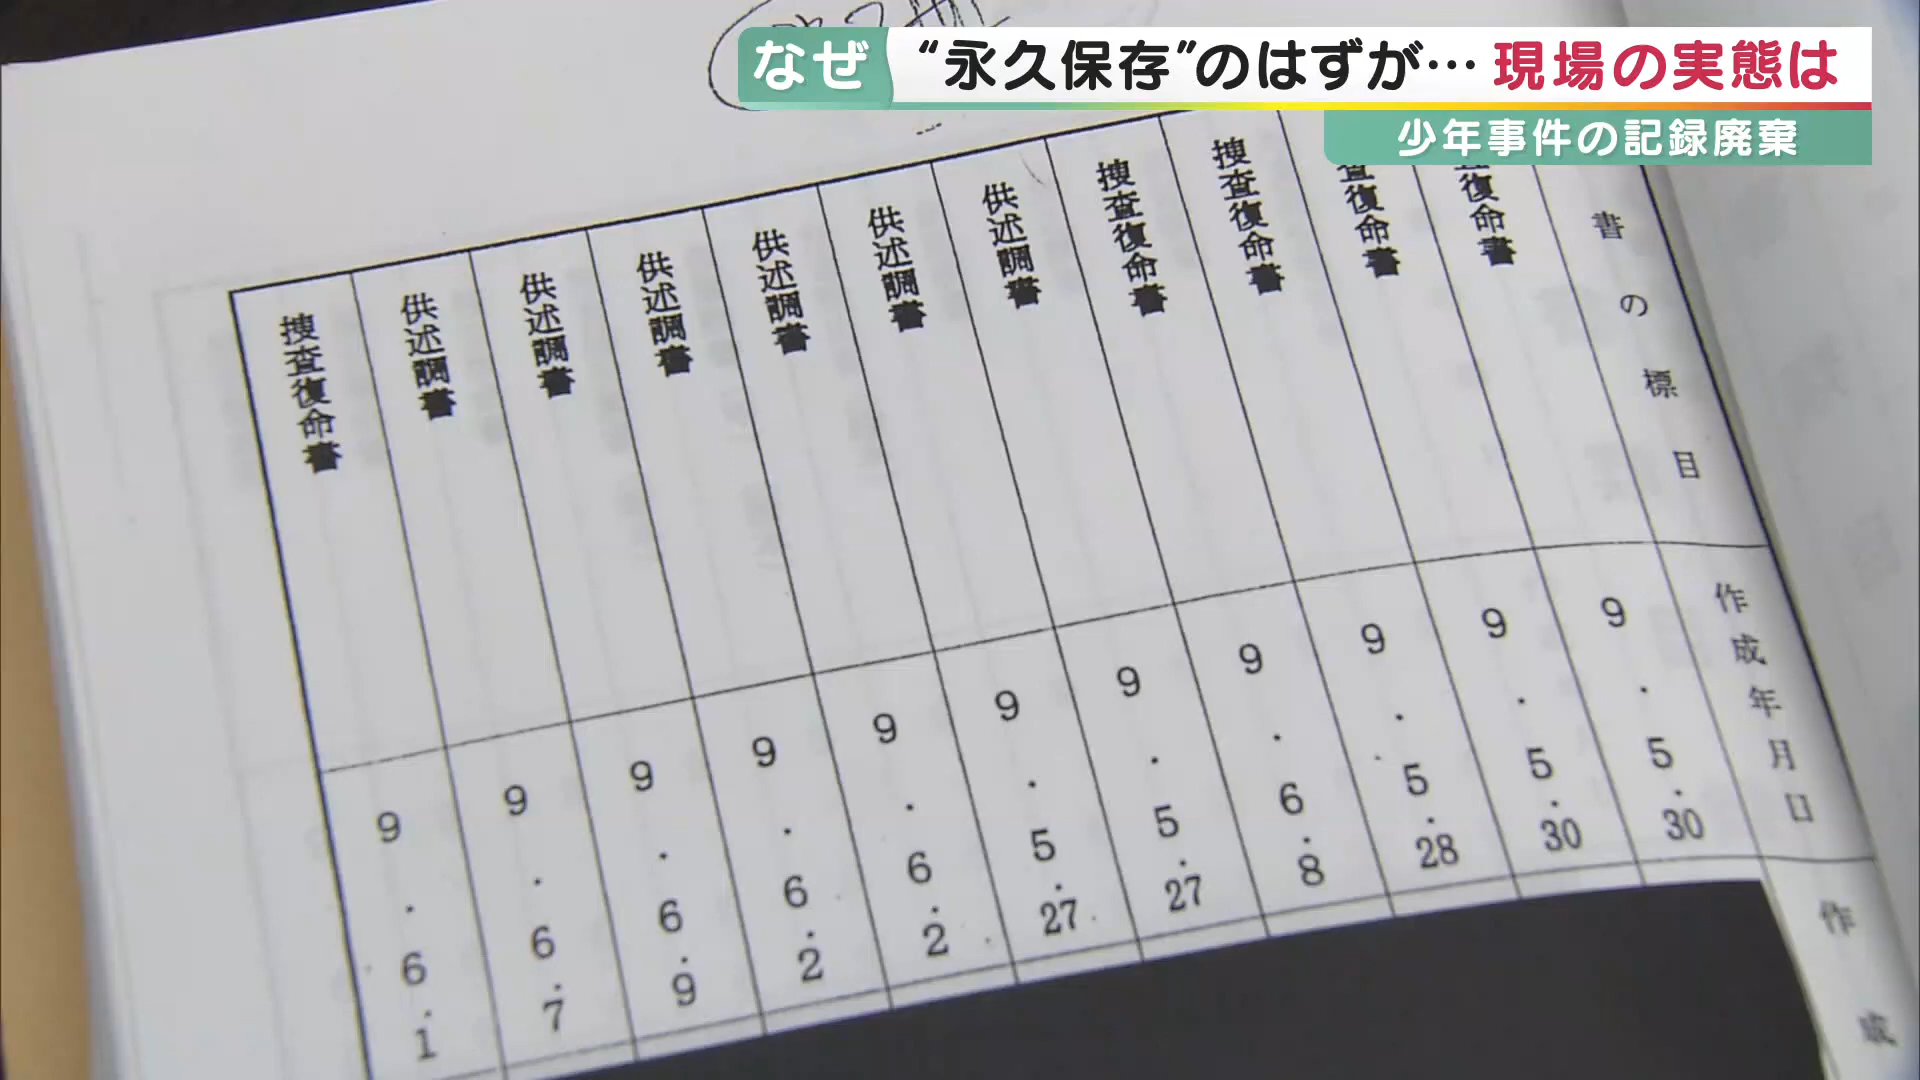 なぜ
“永久保存”のはずが…現場の実態は
少年事件の記録廃棄
書の標目
作成年月日
作成
復命書
9.5.30
査復命書
9.5.30
捜査復命書
9.5.28
捜査復命書
9.6.8
供述調書
9.5.27
供述調書
9.5.27
供述調書
9.6.2
供述調書
9.6.2
供述調書
9.6.9
供述調書
9.6.7
捜査復命書
9.6.1